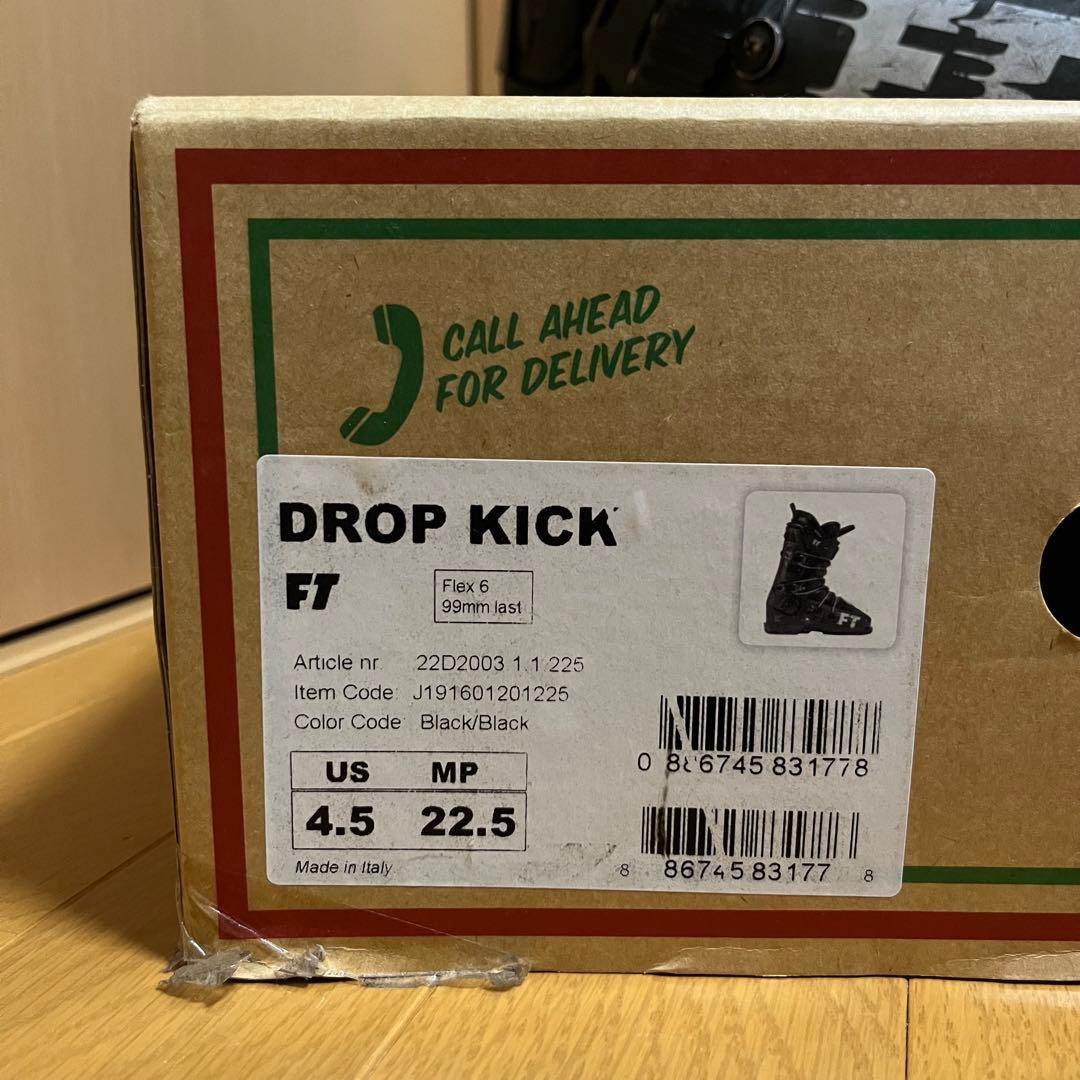 CALL AHEAD
FOR DELIVERY
DROP KICK
FT
Flex 6
99mm last
FT
Article nr 22D2003 1.1.225
Item Code: J191601201225
Color Code Black/Black
US MP
4.5 22.5
Made in Italy
0 886745 831778
8 86745 83177 8